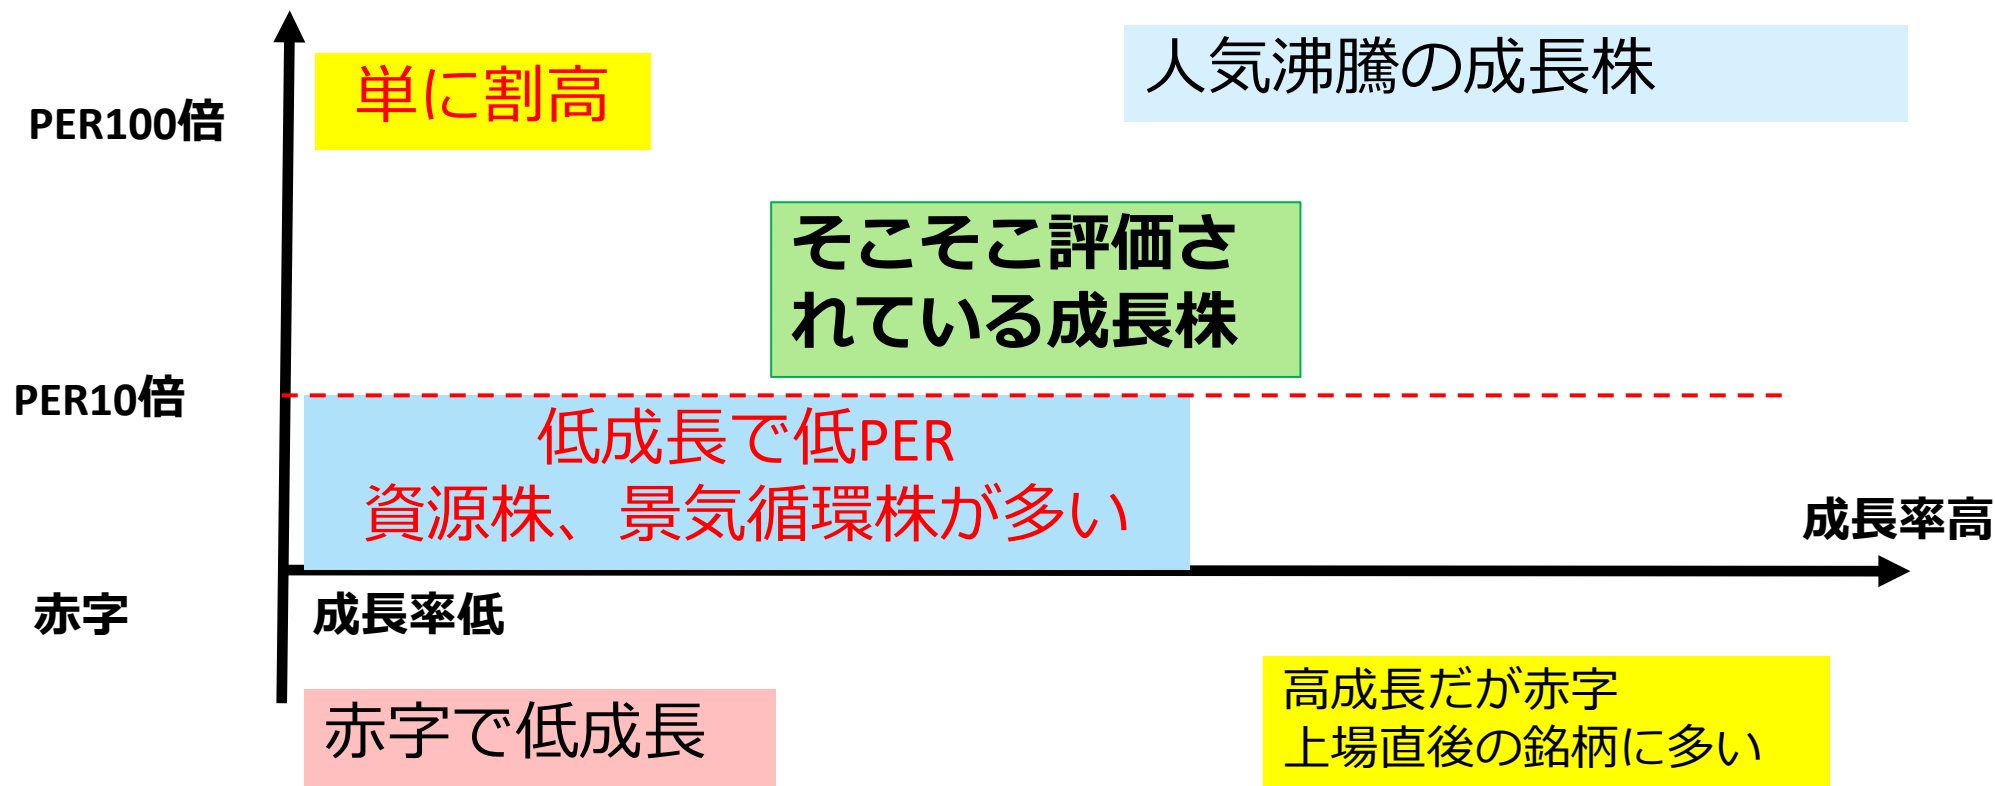 人気沸騰の成長株
単に割高
PER100倍
そこそこ評価さ
れている成長株
PER10倍
低成長で低PER
資源株、景気循環株が多い
成長率高
赤字
成長率低
高成長だが赤字
上場直後の銘柄に多い
赤字で低成長